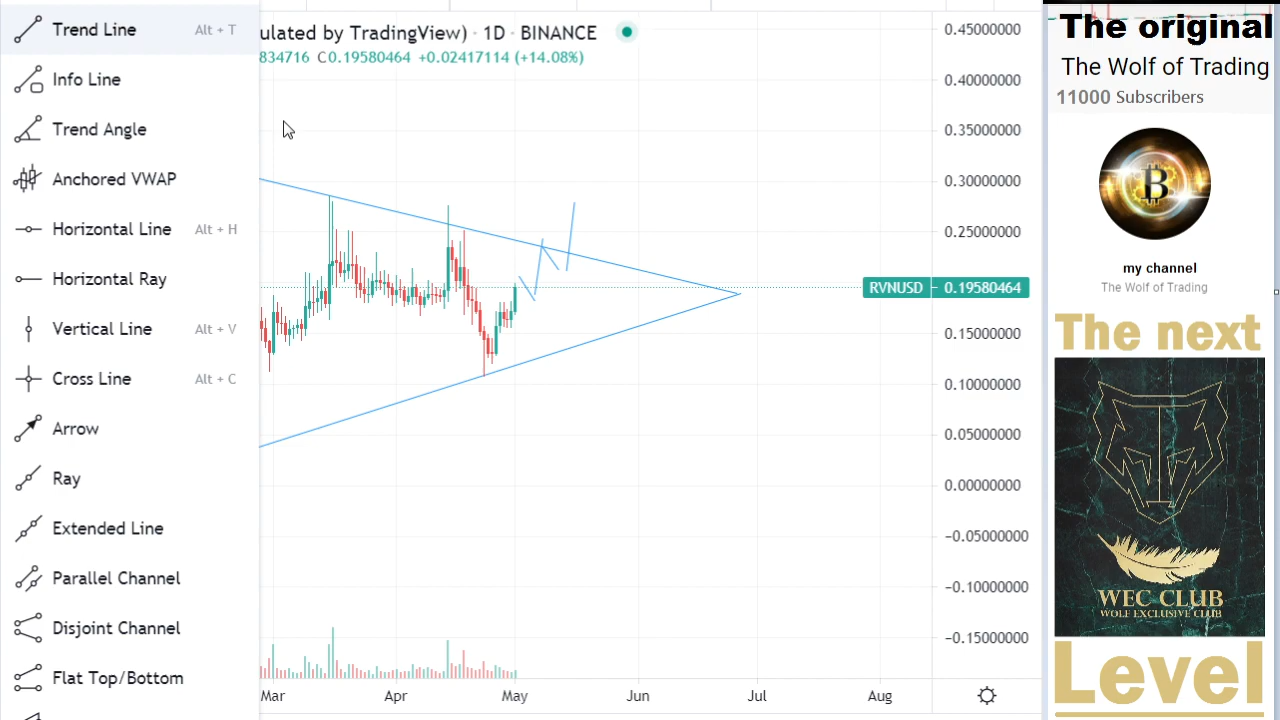 Trend Line Alt + T
Info Line
Trend Angle
Anchored VWAP
Horizontal Line Alt + H
Horizontal Ray
Vertical Line Alt + V
Cross Line Alt + C
Arrow
Ray
Extended Line
Parallel Channel
Disjoint Channel
Flat Top/Bottom
ulated by TradingView) · 1D · BINANCE
834716 C0.19580464 +0.02417114 (+14.08%)
0.45000000
0.40000000
0.35000000
0.30000000
0.25000000
RVNUSD 0.19580464
0.15000000
0.10000000
0.05000000
0.00000000
−0.05000000
−0.10000000
−0.15000000
Mar Apr May Jun Jul Aug
The original
The Wolf of Trading
11000 Subscribers
B
my channel
The Wolf of Trading
The next
WEC CLUB
WOLF EXCLUSIVE CLUB
Level